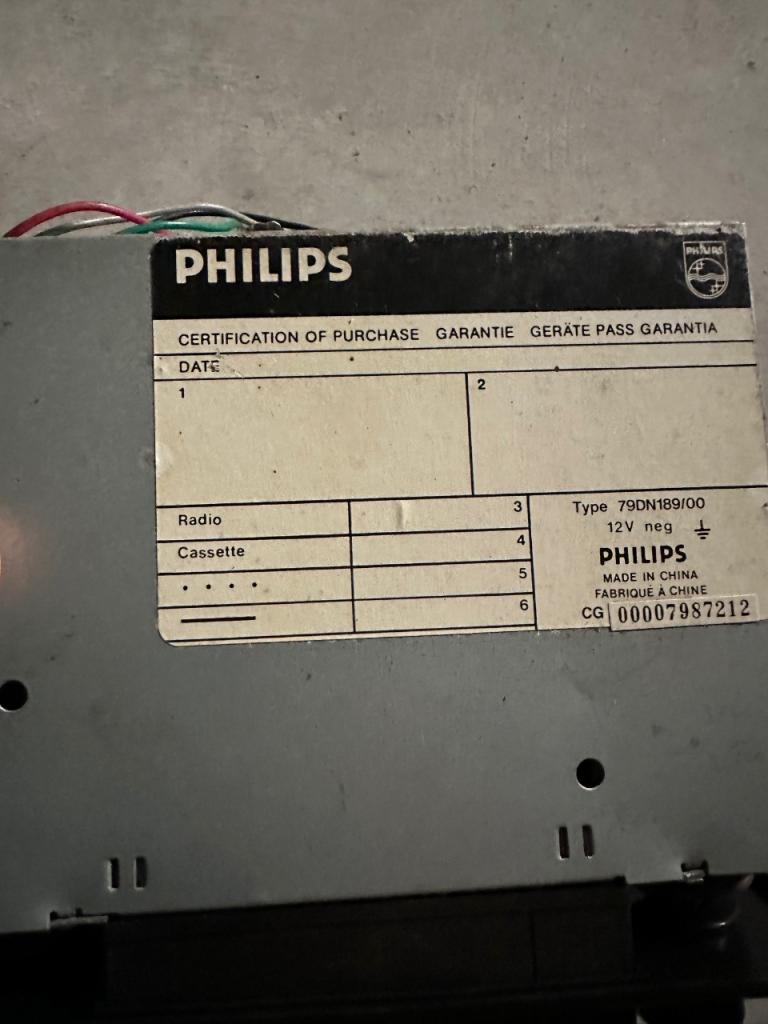 PHILIPS
PHILIPS
CERTIFICATION OF PURCHASE GARANTIE GERÄTE PASS GARANTIA
DATE
1
2
Radio
3
Cassette
4
5
6
Type 79DN189/00
12V neg
PHILIPS
MADE IN CHINA
FABRIQUÉ À CHINE
CG 00007987212